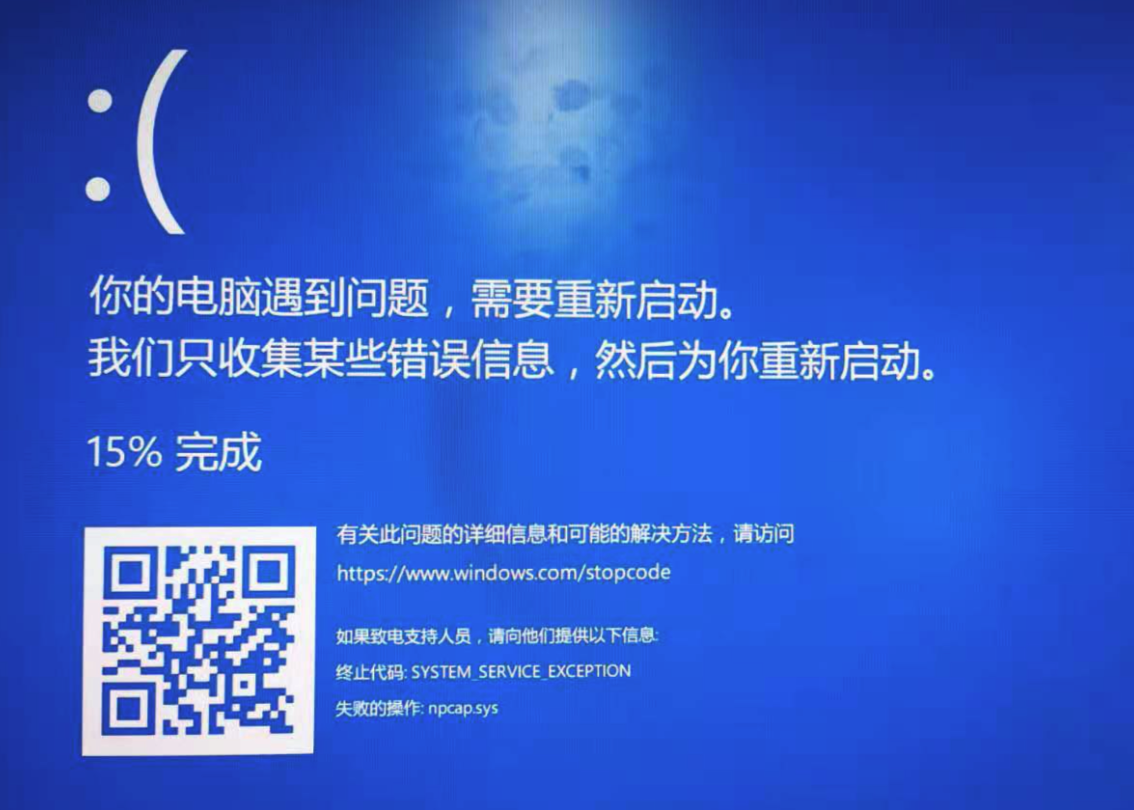 :(
你的电脑遇到问题，需要重新启动。
我们只收集某些错误信息，然后为你重新启动。
15% 完成
有关此问题的详细信息和可能的解决方法，请访问
https://www.windows.com/stopcode
如果致电支持人员，请向他们提供以下信息:
终止代码: SYSTEM_SERVICE_EXCEPTION
失败的操作: npcap.sys